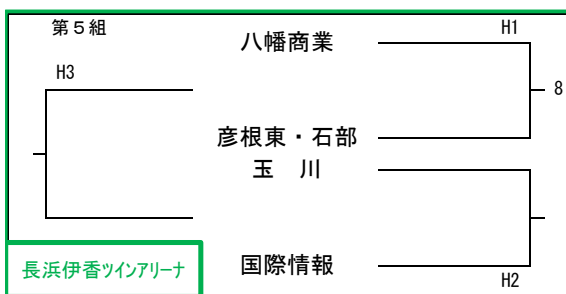 第５組
八幡商業
H1
H3
8
彦根東・石部
玉　川
長浜伊香ツインアリーナ
国際情報
H2